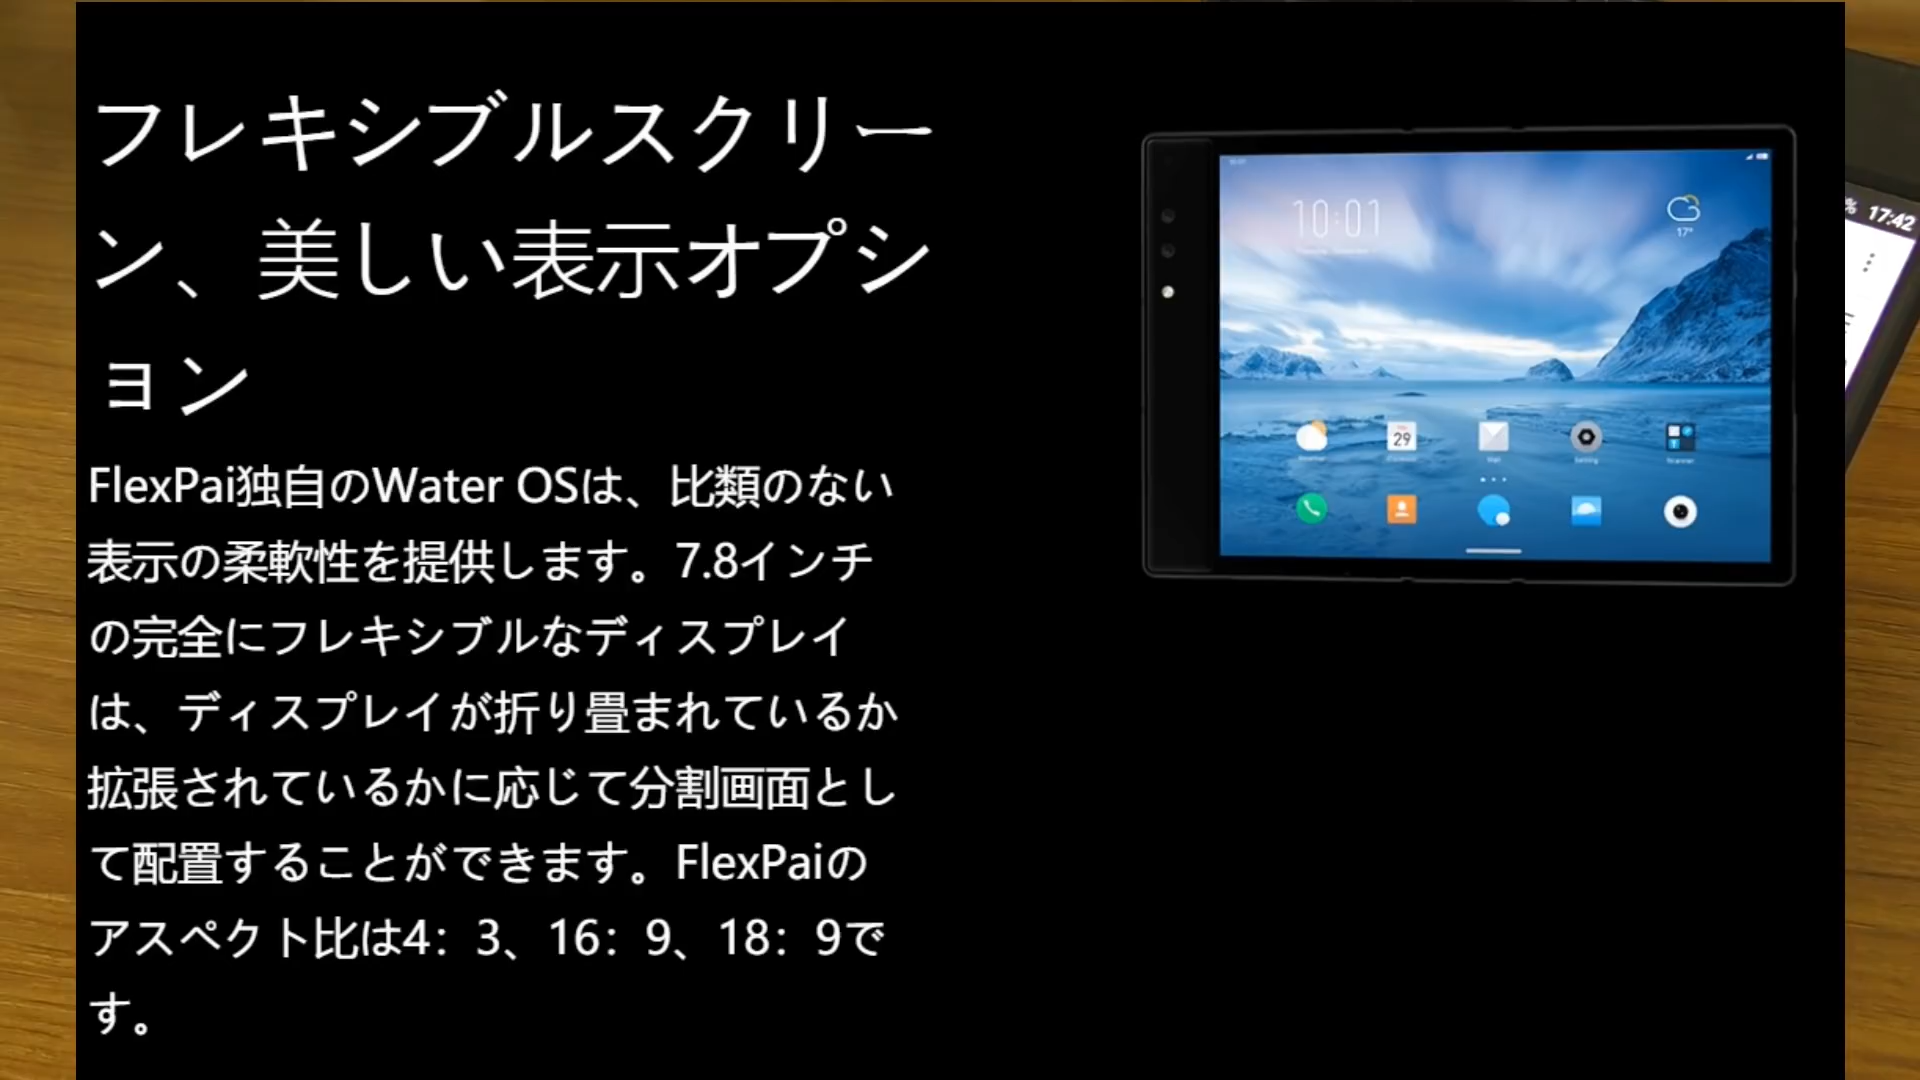 フレキシブルスクリー
ン、美しい表示オプシ
ョン
FlexPai独自のWater OSは、比類のない
表示の柔軟性を提供します。7.8インチ
の完全にフレキシブルなディスプレイ
は、ディスプレイが折り畳まれているか
拡張されているかに応じて分割画面とし
て配置することができます。FlexPaiの
アスペクト比は4：3、16：9、18：9で
す。
10:01
17°
29
17:42